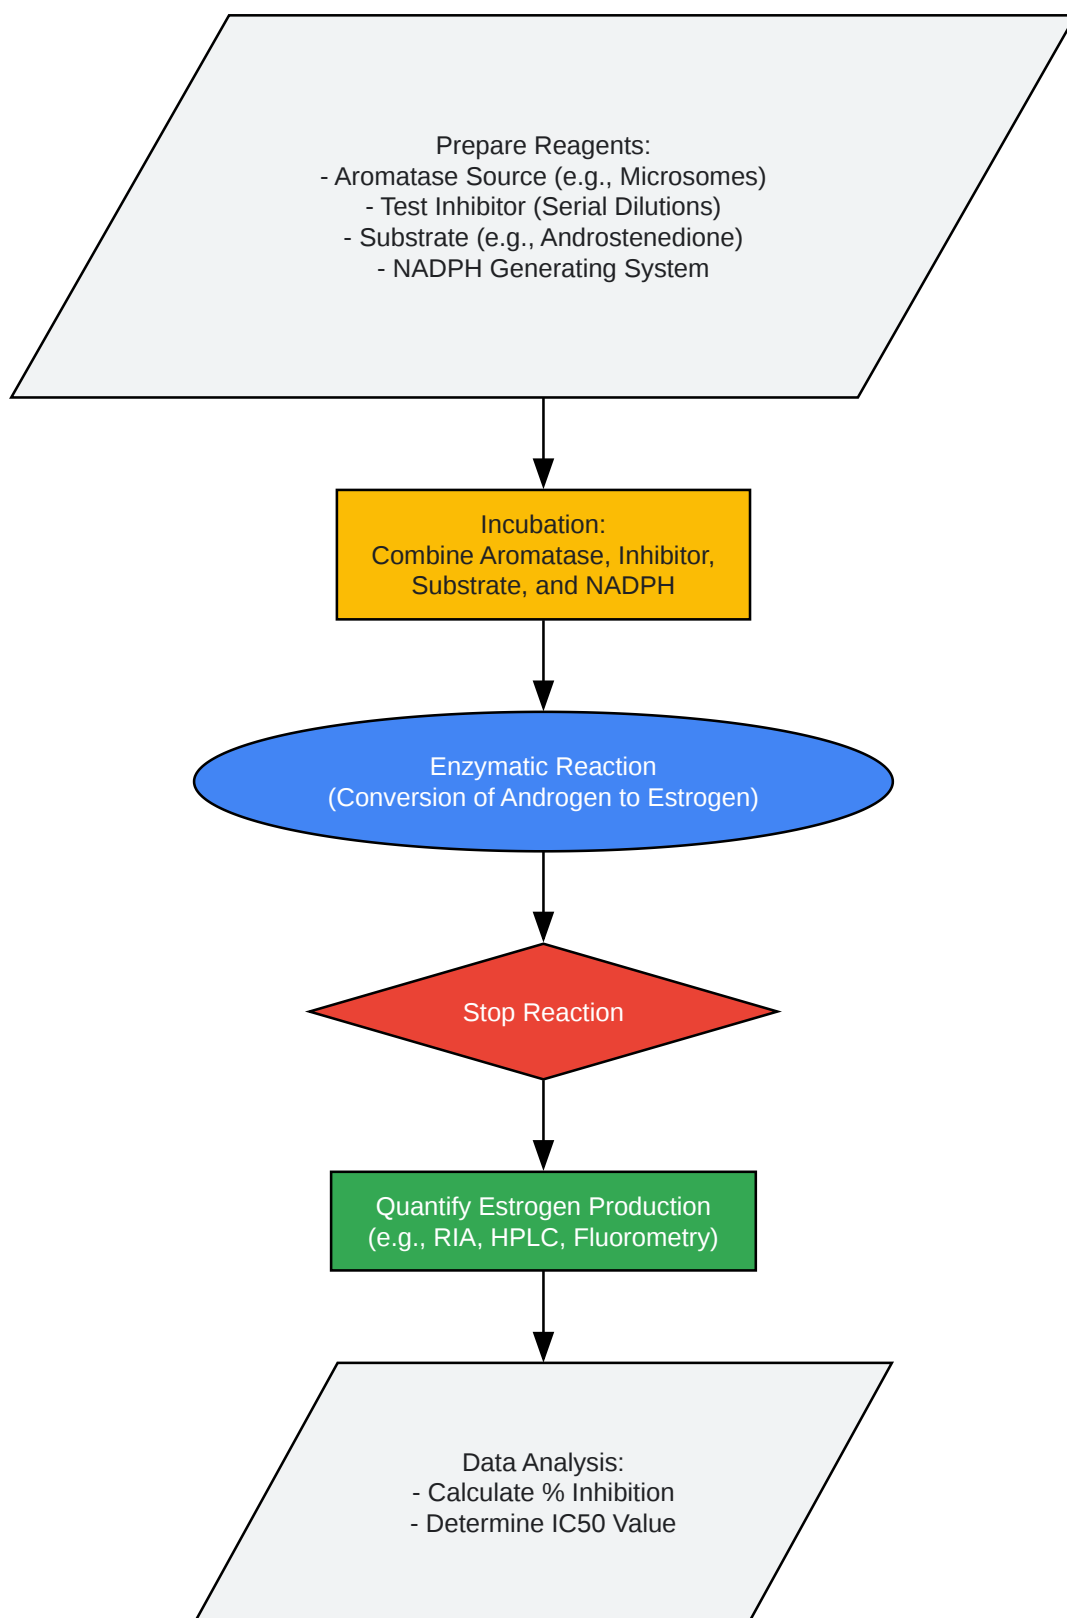 Prepare Reagents:
- Aromatase Source (e.g., Microsomes)
- Test Inhibitor (Serial Dilutions)
- Substrate (e.g., Androstenedione)
- NADPH Generating System
Incubation:
Combine Aromatase, Inhibitor,
Substrate, and NADPH
Enzymatic Reaction
(Conversion of Androgen to Estrogen)
Stop Reaction
Quantify Estrogen Production
(e.g., RIA, HPLC, Fluorometry)
Data Analysis:
- Calculate % Inhibition
- Determine IC50 Value